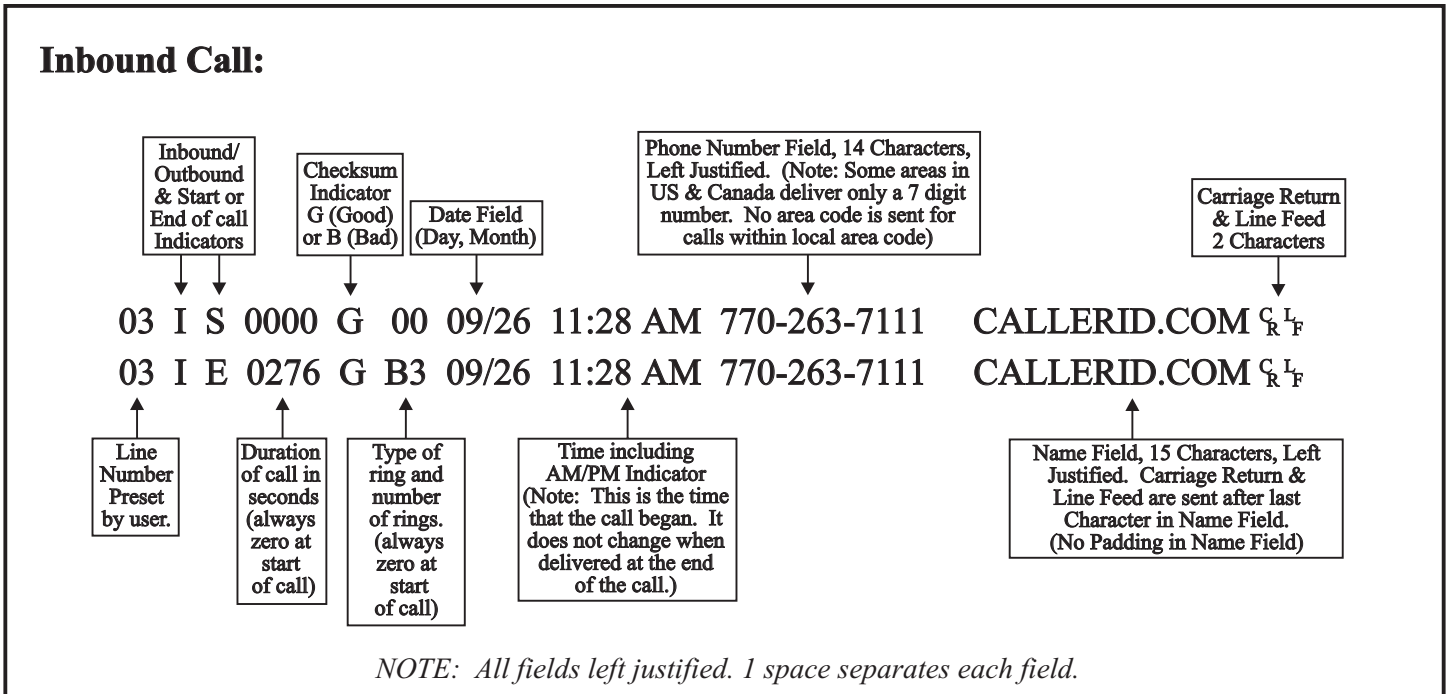 Inbound Call:
Inbound/
Outbound
& Start or
End of call
Indicators
Checksum
Indicator
G (Good)
or B (Bad)
Date Field
(Day, Month)
Phone Number Field, 14 Characters,
Left Justified. (Note: Some areas in
US & Canada deliver only a 7 digit
number. No area code is sent for
calls within local area code)
Carriage Return
& Line Feed
2 Characters
03 I S 0000 G 00 09/26 11:28 AM 770-263-7111 CALLERID.COM CR LF
03 I E 0276 G B3 09/26 11:28 AM 770-263-7111 CALLERID.COM CR LF
Line
Number
Preset
by user.
Duration
of call in
seconds
(always
zero at
start
of call)
Type of
ring and
number
of rings.
(always
zero at
start
of call)
Time including
AM/PM Indicator
(Note: This is the time
that the call began. It
does not change when
delivered at the end
of the call.)
Name Field, 15 Characters, Left
Justified. Carriage Return &
Line Feed are sent after last
Character in Name Field.
(No Padding in Name Field)
NOTE: All fields left justified. 1 space separates each field.